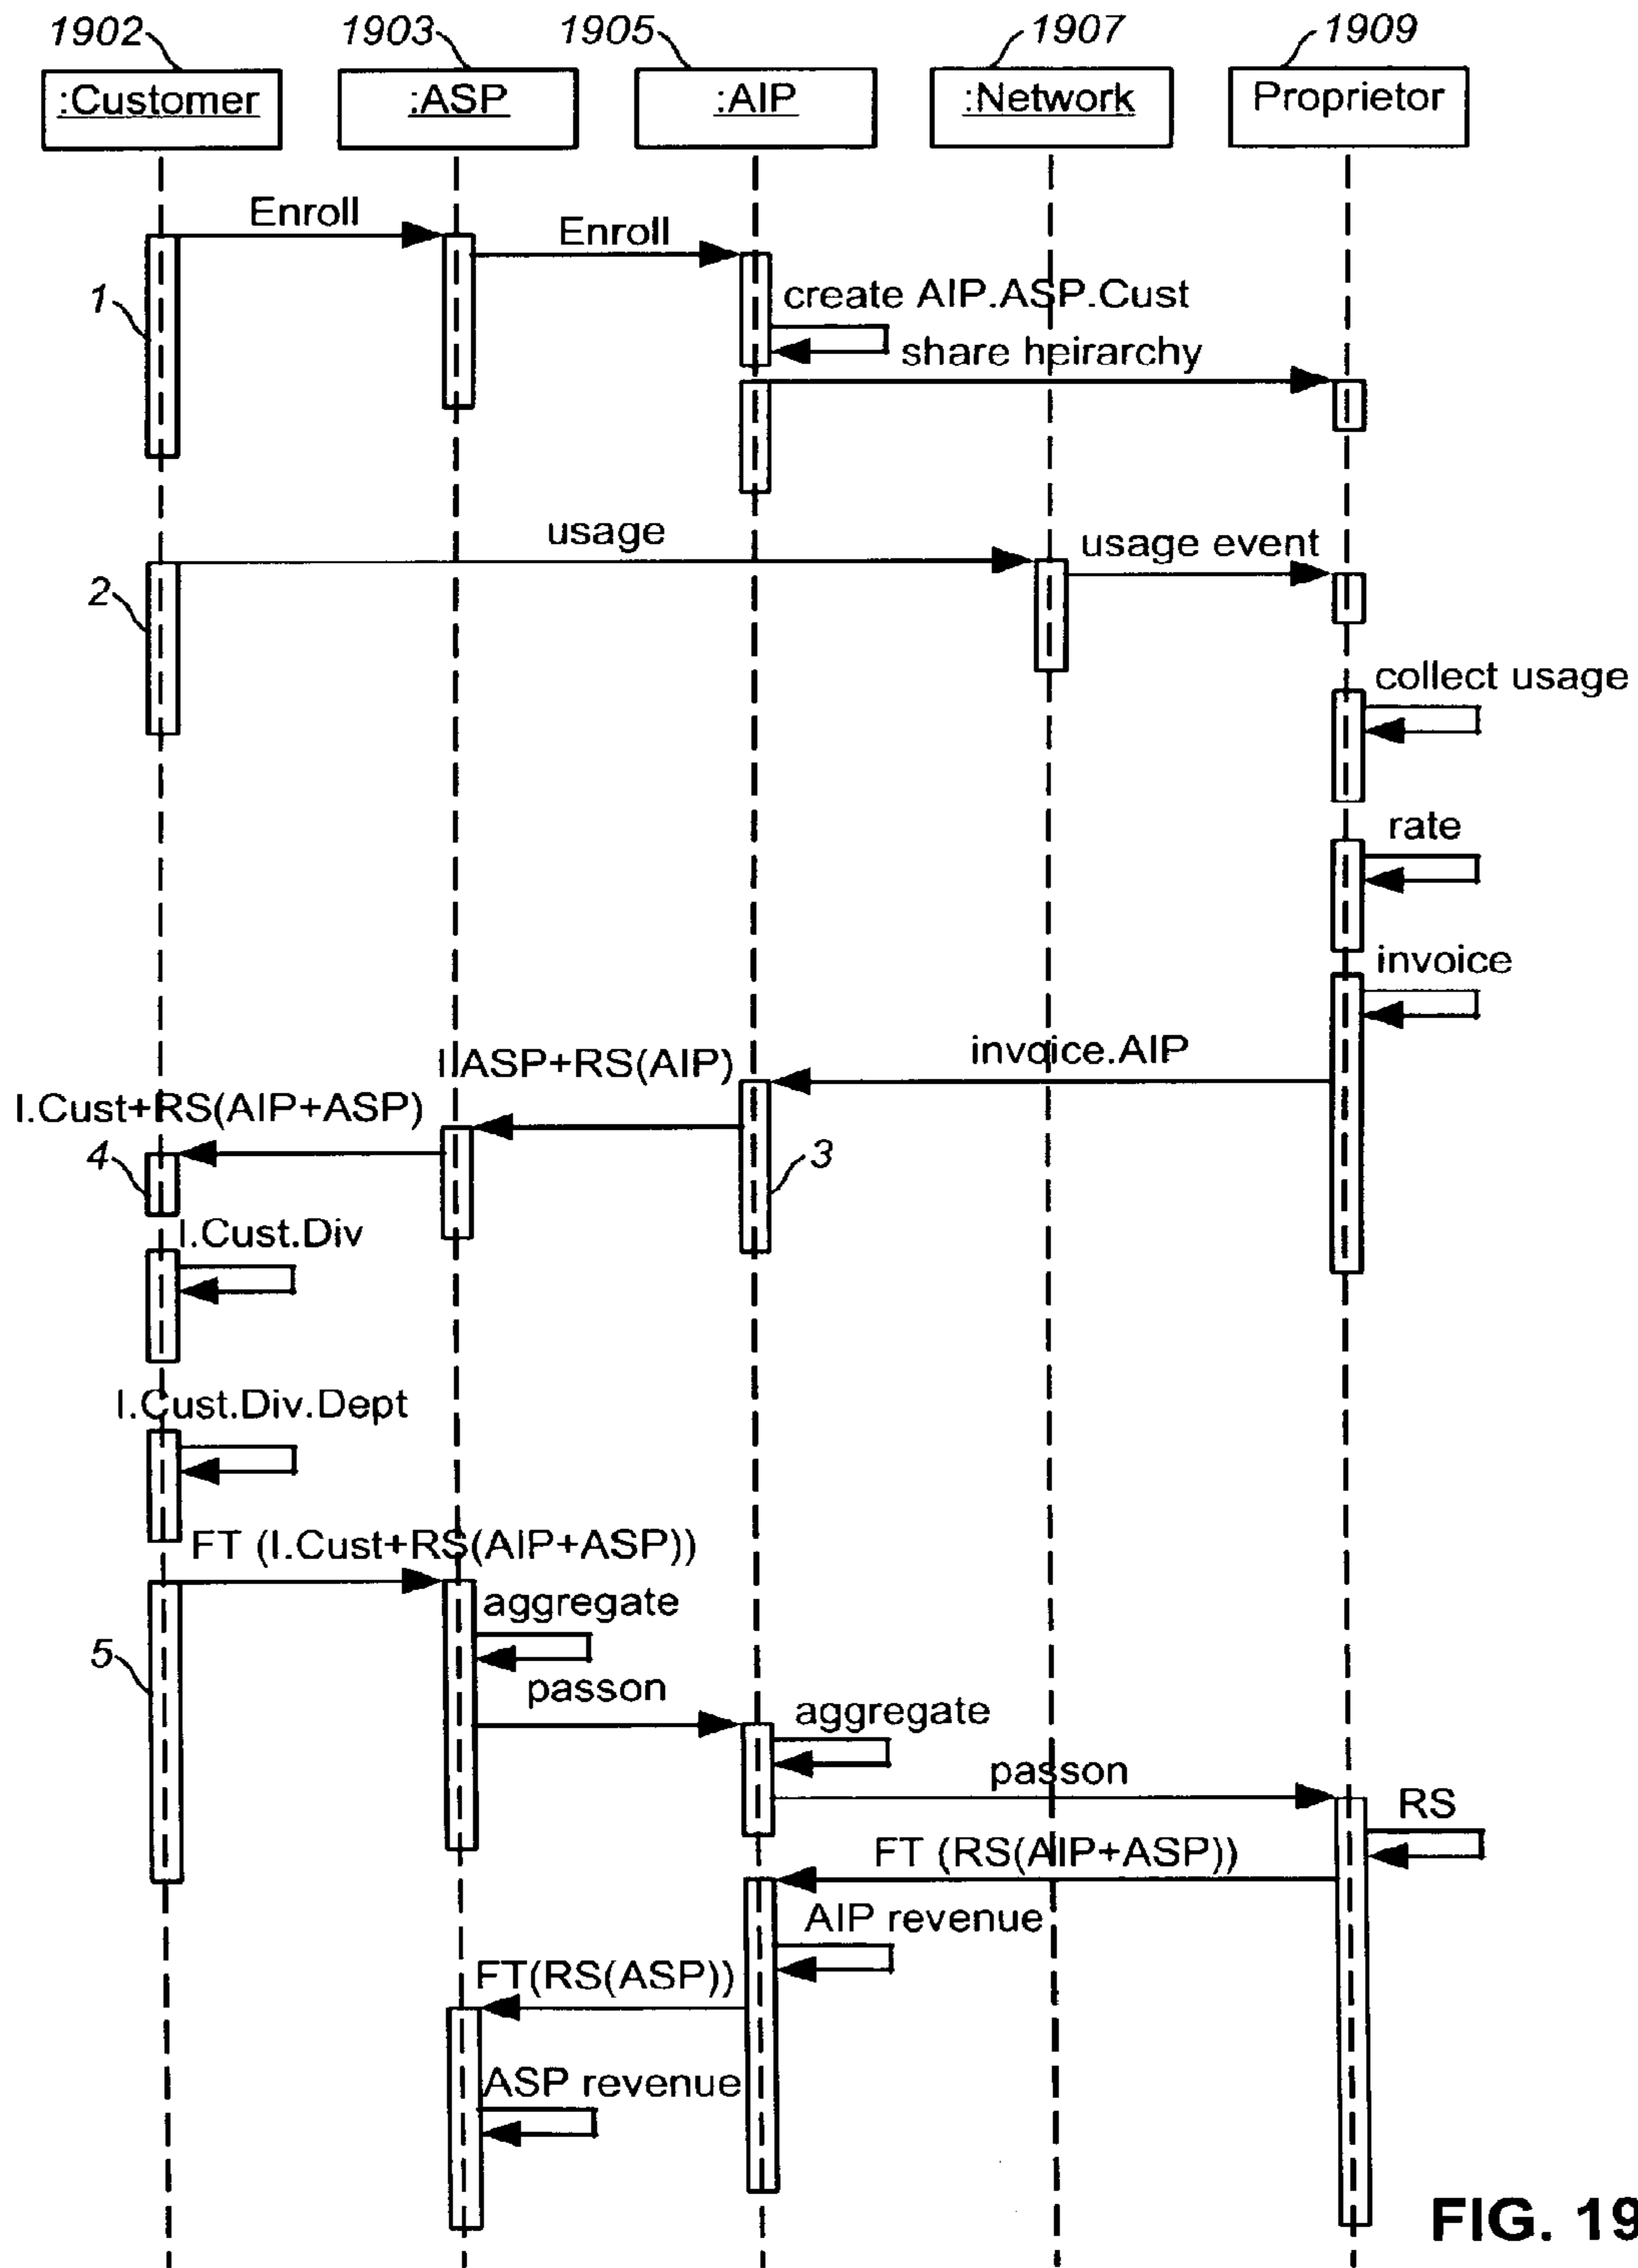 1902
1903
1905
1907
1909
:Customer
:ASP
:AIP
:Network
Proprietor
Enroll
Enroll
create AIP.ASP.Cust
1
share heirarchy
usage
usage event
2
collect usage
rate
invoice
invoice.AIP
I.ASP+RS(AIP)
I.Cust+RS(AIP+ASP)
4
3
I.Cust.Div
I.Cust.Div.Dept
FT (I.Cust+RS(AIP+ASP))
aggregate
5
passon
aggregate
passon
RS
FT (RS(AIP+ASP))
AIP revenue
FT(RS(ASP))
ASP revenue
FIG. 19